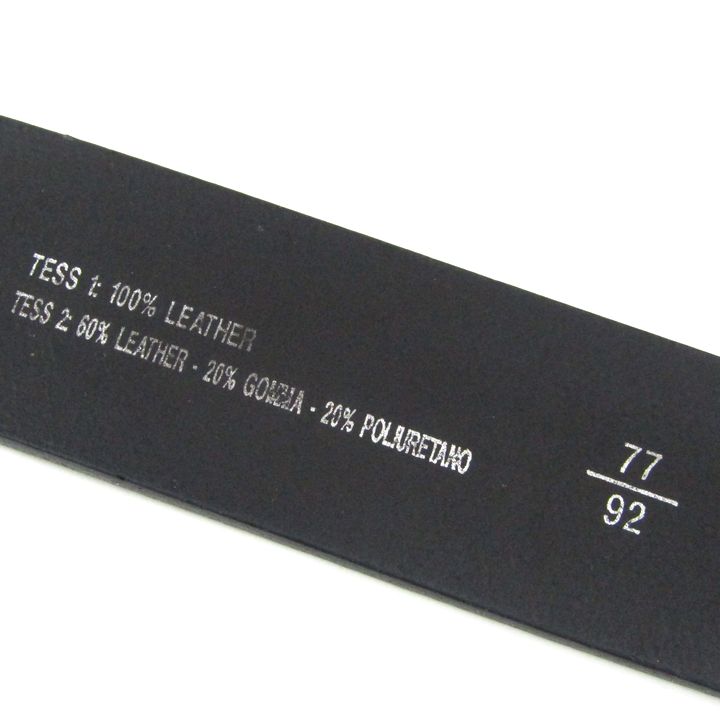 TESS 1: 100% LEATHER
TESS 2: 60% LEATHER - 20% GOMMA - 20% POLIURETANO
77
92